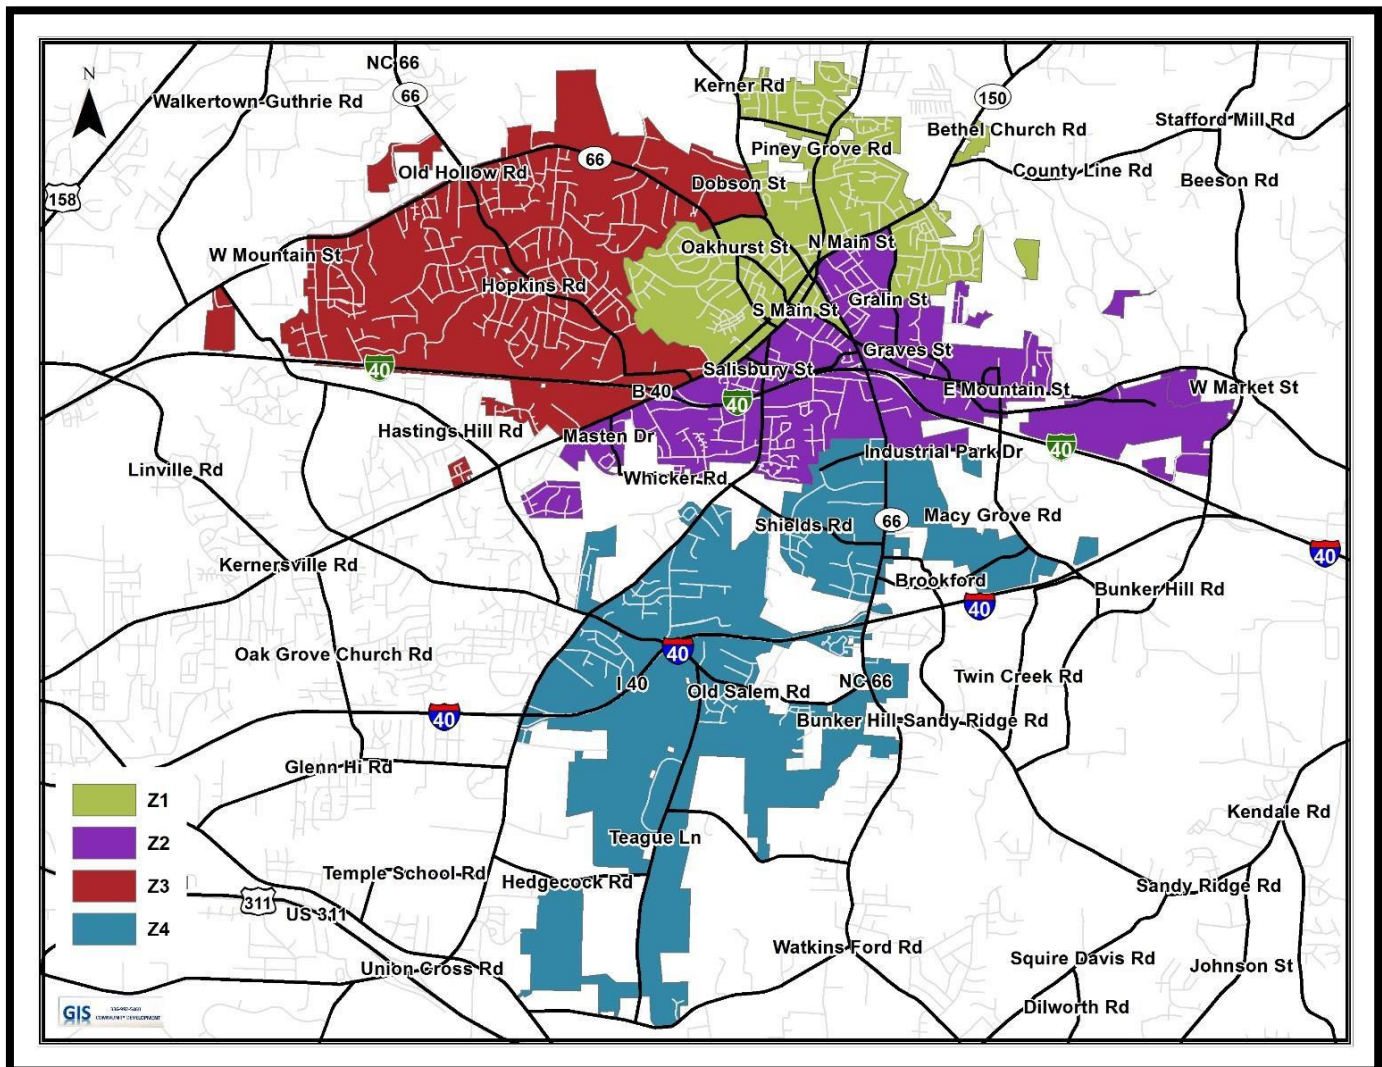 NC 66
Kerner Rd
N
66
150
Walkertown-Guthrie Rd
Bethel Church Rd
Stafford Mill Rd
Piney Grove Rd
66
County Line Rd
Old Hollow Rd
Dobson St
Beeson Rd
158
W Mountain St
Oakhurst St
N Main St
Hopkins Rd
Gralin St
S Main St
Graves St
40
Salisbury St
B 40
E Mountain St
W Market St
40
Hastings Hill Rd
Masten Dr
40
Industrial Park Dr
Linville Rd
Whicker Rd
Shields Rd
66
Macy Grove Rd
40
Kernersville Rd
Brookford
Bunker Hill Rd
40
Oak Grove Church Rd
40
Twin Creek Rd
I 40
Old Salem Rd
NC 66
40
Bunker Hill Sandy Ridge Rd
Glenn Hi Rd
Z1
Kendale Rd
Z2
Teague Ln
Temple School Rd
Hedgecock Rd
Z3
Sandy Ridge Rd
311
US 311
Z4
Watkins Ford Rd
Squire Davis Rd
Johnson St
Union Cross Rd
Dilworth Rd
GIS
COMMUNITY DEVELOPMENT